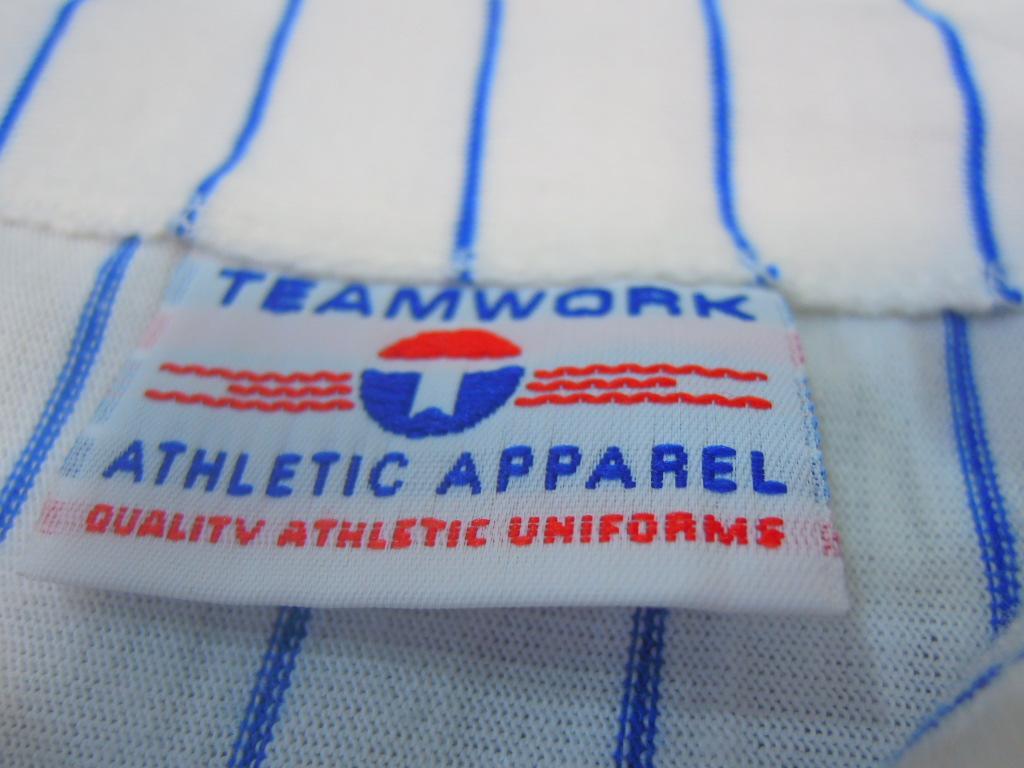 TEAMWORK
T
ATHLETIC APPAREL
QUALITY ATHLETIC UNIFORMS